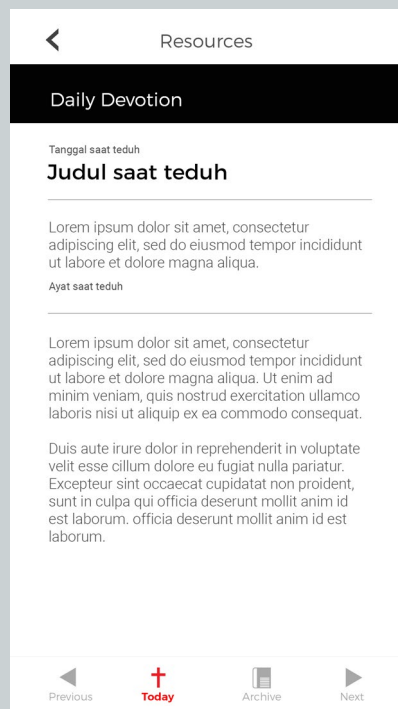 Resources
Daily Devotion
Tanggal saat teduh
Judul saat teduh
Lorem ipsum dolor sit amet, consectetur
adipiscing elit, sed do eiusmod tempor incididunt
ut labore et dolore magna aliqua.
Ayat saat teduh
Lorem ipsum dolor sit amet, consectetur
adipiscing elit, sed do eiusmod tempor incididunt
ut labore et dolore magna aliqua. Ut enim ad
minim veniam, quis nostrud exercitation ullamco
laboris nisi ut aliquip ex ea commodo consequat.
Duis aute irure dolor in reprehenderit in voluptate
velit esse cillum dolore eu fugiat nulla pariatur.
Excepteur sint occaecat cupidatat non proident,
sunt in culpa qui officia deserunt mollit anim id
est laborum. officia deserunt mollit anim id est
laborum.
Previous
Today
Archive
Next